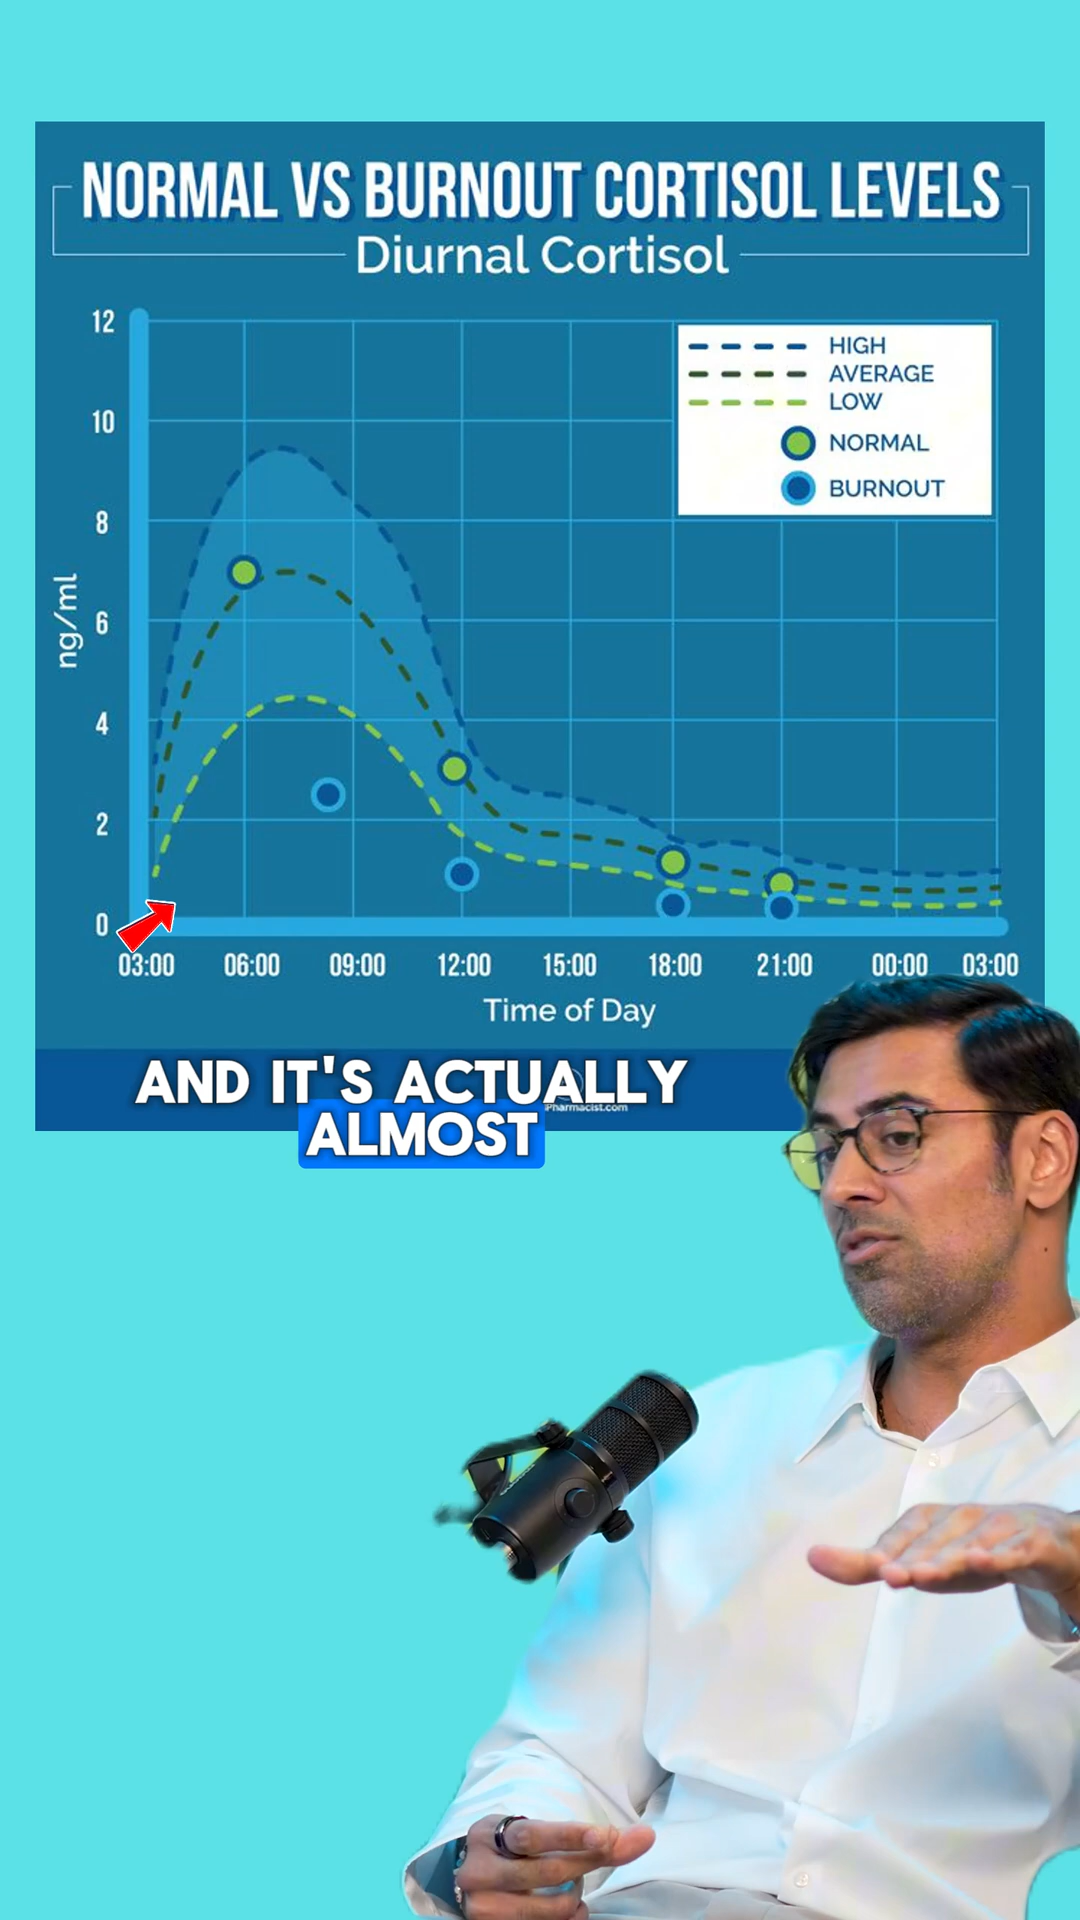 NORMAL VS BURNOUT CORTISOL LEVELS
Diurnal Cortisol
12
10
8
6
4
2
0
ng/ml
HIGH
AVERAGE
LOW
NORMAL
BURNOUT
03:00 06:00 09:00 12:00 15:00 18:00 21:00 00:00 03:00
Time of Day
AND IT'S ACTUALLY
ALMOST
Pharmacist.com